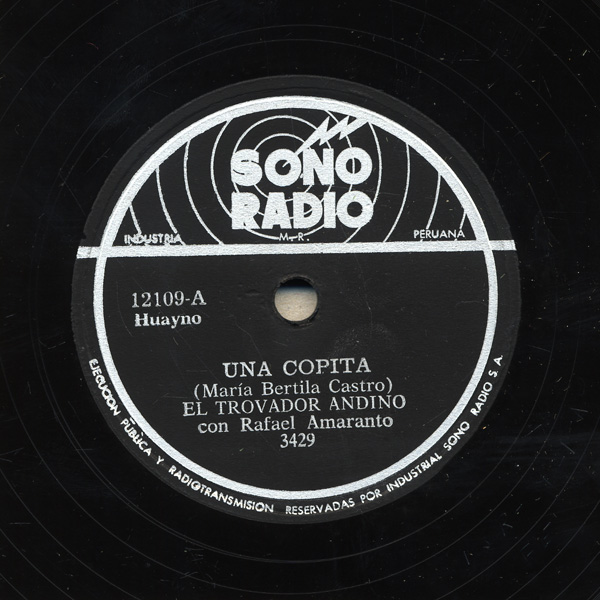 SONO
RADIO
INDUSTRIA M.R. PERUANA
12109-A
Huayno
UNA COPITA
(María Bertila Castro)
EL TROVADOR ANDINO
con Rafael Amaranto
3429
EJECUCION PUBLICA Y RADIOTRANSMISION RESERVADAS POR INDUSTRIAL SONO RADIO S A.